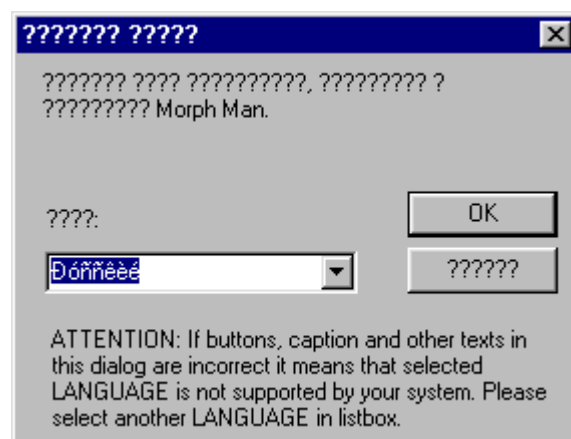 ??????? ?????
??????? ???? ??????????, ????????? ?
????????? Morph Man.
OK
????:
Ðóññêèé
??????
ATTENTION: If buttons, caption and other texts in
this dialog are incorrect it means that selected
LANGUAGE is not supported by your system. Please
select another LANGUAGE in listbox.